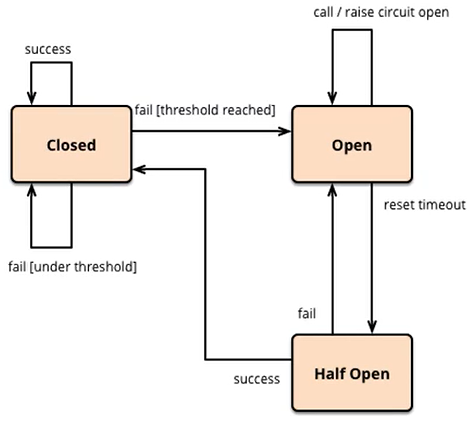 call / raise circuit open
success
fail [threshold reached]
Closed
Open
reset timeout
fail [under threshold]
fail
Half Open
success